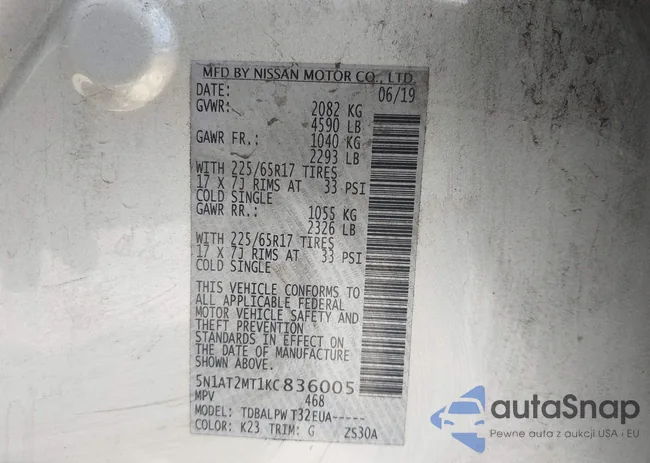 MFD BY NISSAN MOTOR CO., LTD.
DATE: 06/19
GVWR: 2082 KG
4590 LB
GAWR FR.: 1040 KG
2293 LB
WITH 225/65R17 TIRES
17 X 7J RIMS AT 33 PSI
COLD SINGLE
GAWR RR.: 1055 KG
2326 LB
WITH 225/65R17 TIRES
17 X 7J RIMS AT 33 PSI
COLD SINGLE
THIS VEHICLE CONFORMS TO
ALL APPLICABLE FEDERAL
MOTOR VEHICLE SAFETY AND
THEFT PREVENTION
STANDARDS IN EFFECT ON
THE DATE OF MANUFACTURE
SHOWN ABOVE.
5N1AT2MT1KC836005
MPV 468
MODEL: TDBALPW T32EUA-----
COLOR: K23 TRIM: G ZS30A
autaSnap
Pewne auta z aukcji USA i EU